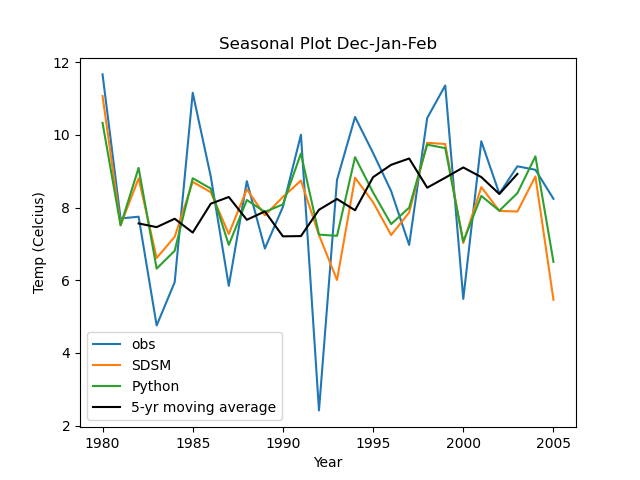 Seasonal Plot Dec-Jan-Feb
12
10
8
6
4
2
Temp (Celcius)
obs
SDSM
Python
5-yr moving average
1980 1985 1990 1995 2000 2005
Year